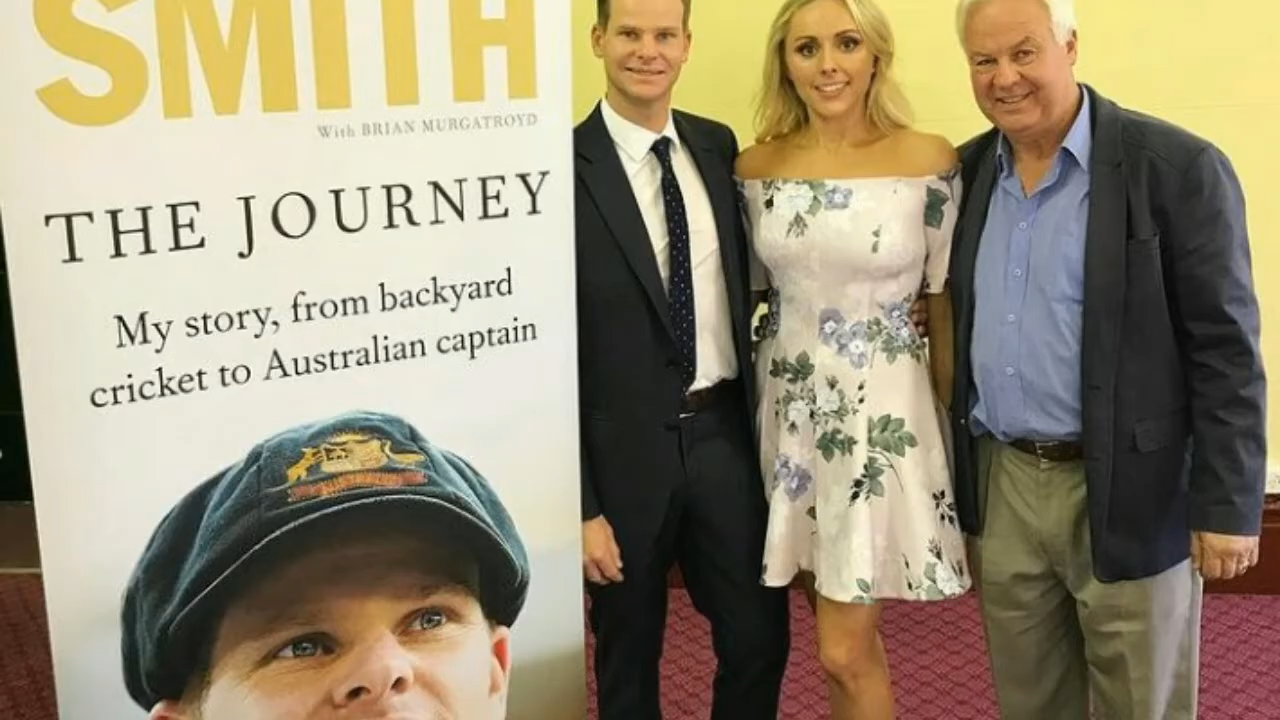 SMITH
With BRIAN MURGATROYD
THE JOURNEY
My story, from backyard
cricket to Australian captain